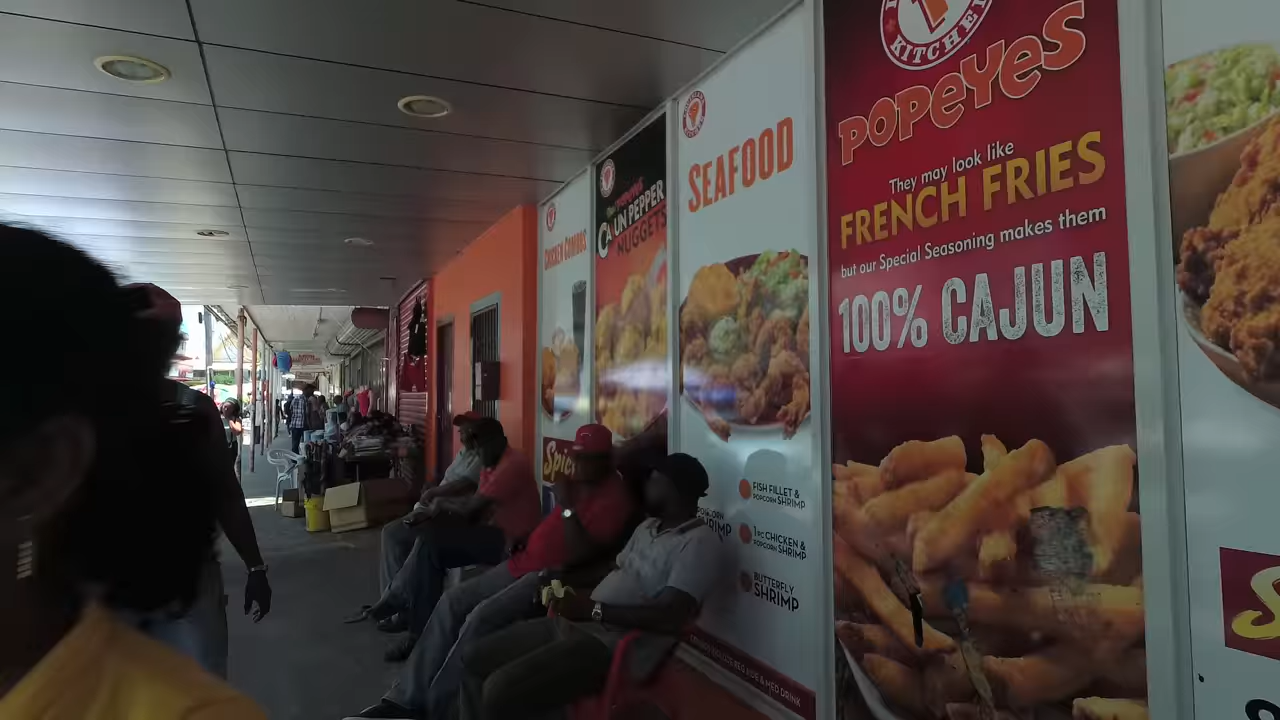 CHICKEN COMBOS
CAJUN PEPPER
NUGGETS
Spicy
SEAFOOD
FISH FILLET &
POPCORN SHRIMP
1PC CHICKEN &
POPCORN SHRIMP
BUTTERFLY
SHRIMP
KITCHEN
POPEYES
They may look like
FRENCH FRIES
but our Special Seasoning makes them
100% CAJUN